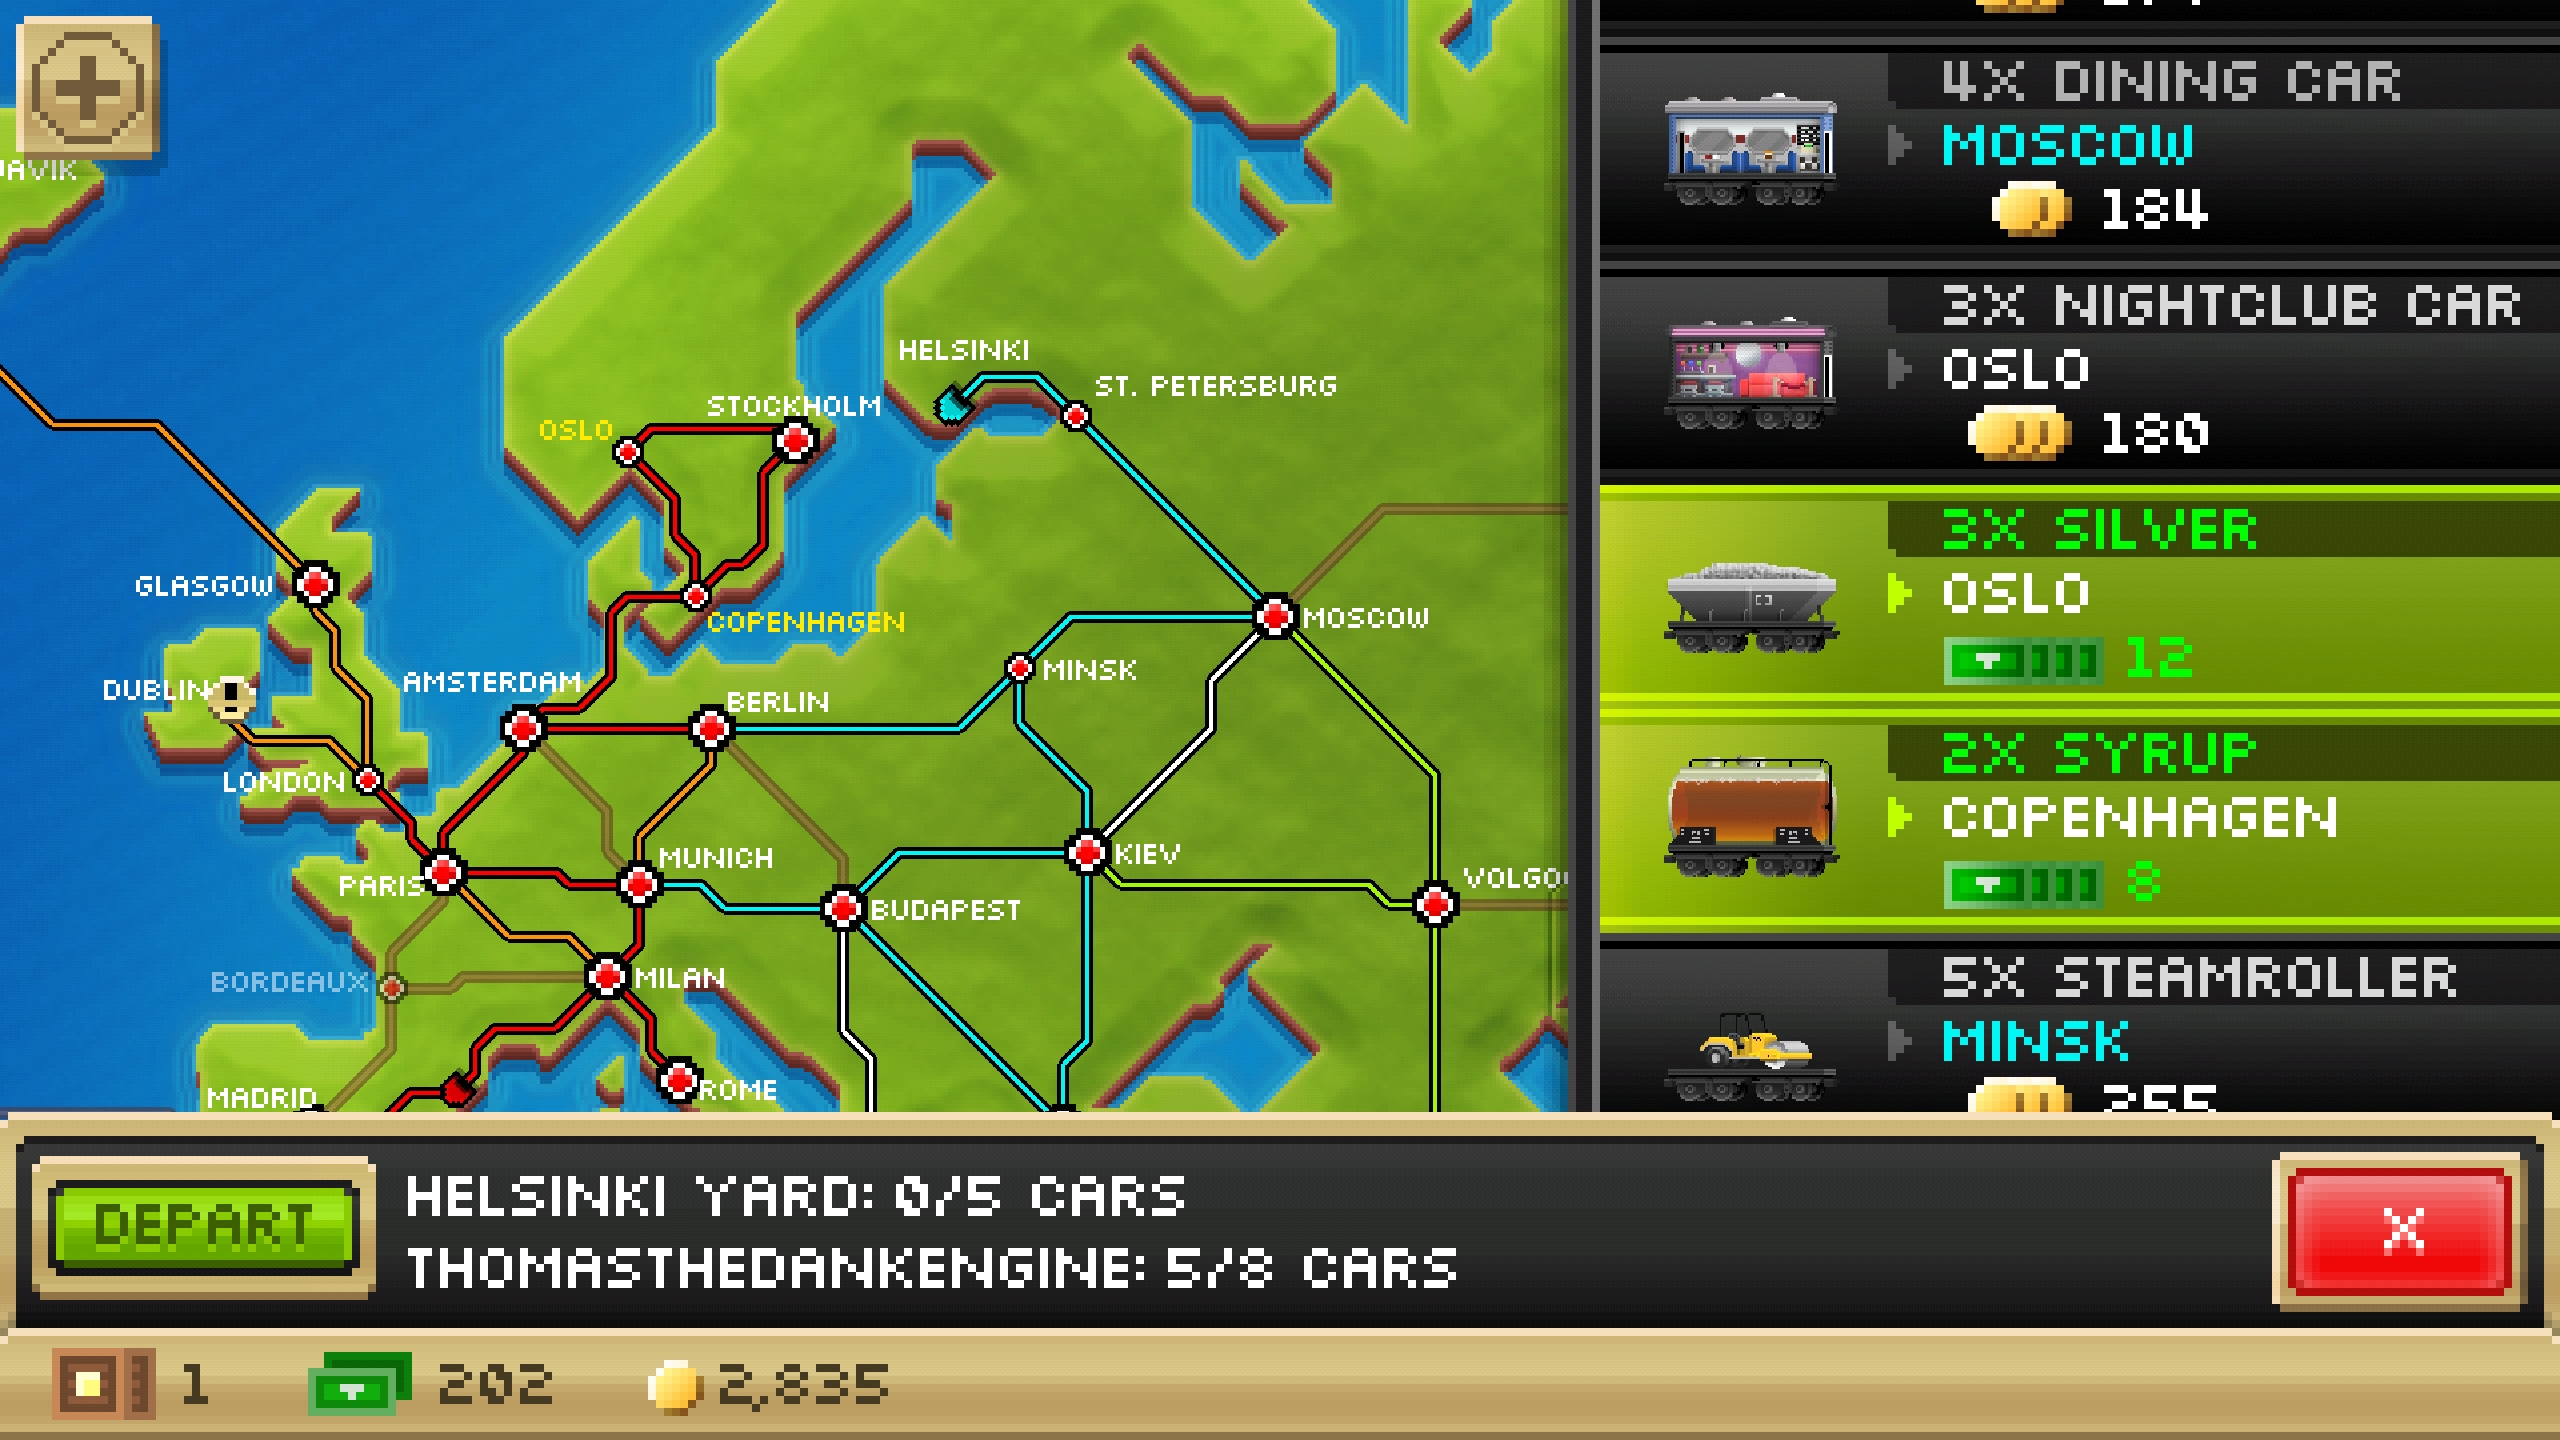 AVIK
HELSINKI
ST. PETERSBURG
STOCKHOLM
OSLO
GLASGOW
COPENHAGEN
MOSCOW
DUBLIN
AMSTERDAM
MINSK
BERLIN
LONDON
MUNICH
KIEV
PARIS
VOLGO
BUDAPEST
BORDEAUX
MILAN
MADRID
ROME
4X DINING CAR
MOSCOW
184
3X NIGHTCLUB CAR
OSLO
180
3X SILVER
OSLO
12
2X SYRUP
COPENHAGEN
8
5X STEAMROLLER
MINSK
255
DEPART
HELSINKI YARD: 0/5 CARS
THOMASTHEDANKENGINE: 5/8 CARS
X
1
202
2,835